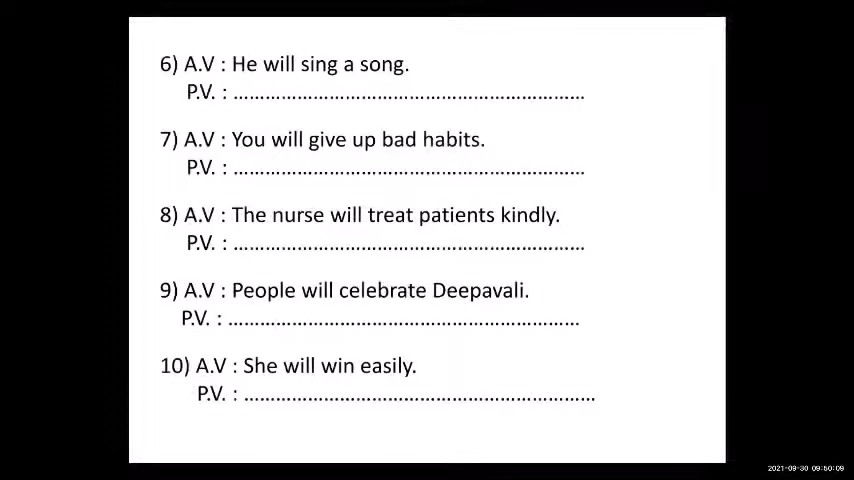 6) A.V : He will sing a song.
P.V. : ............................................................
7) A.V : You will give up bad habits.
P.V. : ............................................................
8) A.V : The nurse will treat patients kindly.
P.V. : ............................................................
9) A.V : People will celebrate Deepavali.
P.V. : ............................................................
10) A.V : She will win easily.
P.V. : ............................................................
2021-09-30 09:50:09